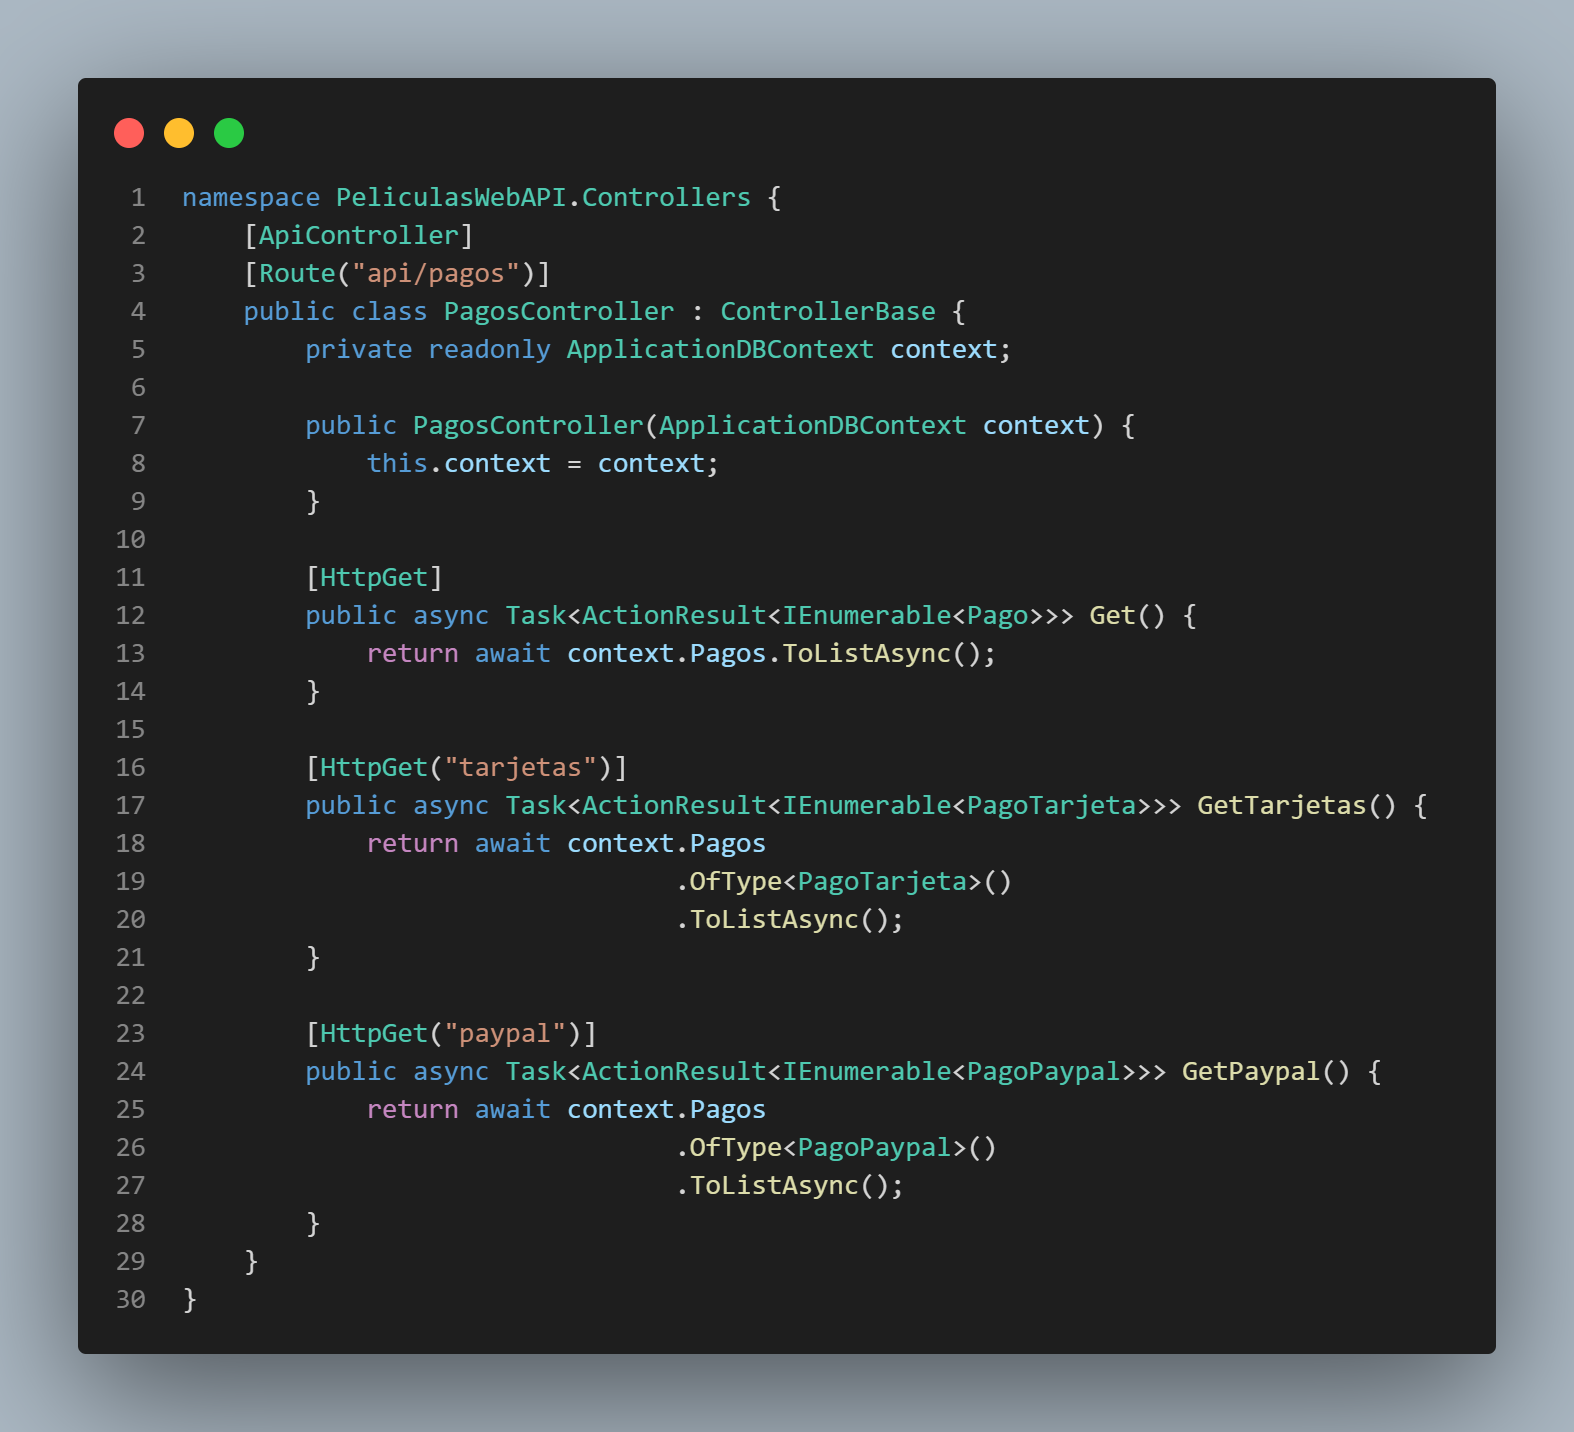 1 namespace PeliculasWebAPI.Controllers {
2     [ApiController]
3     [Route("api/pagos")]
4     public class PagosController : ControllerBase {
5         private readonly ApplicationDBContext context;
6
7         public PagosController(ApplicationDBContext context) {
8             this.context = context;
9         }
10
11         [HttpGet]
12         public async Task<ActionResult<IEnumerable<Pago>>> Get() {
13             return await context.Pagos.ToListAsync();
14         }
15
16         [HttpGet("tarjetas")]
17         public async Task<ActionResult<IEnumerable<PagoTarjeta>>> GetTarjetas() {
18             return await context.Pagos
19                                 .OfType<PagoTarjeta>()
20                                 .ToListAsync();
21         }
22
23         [HttpGet("paypal")]
24         public async Task<ActionResult<IEnumerable<PagoPaypal>>> GetPaypal() {
25             return await context.Pagos
26                                 .OfType<PagoPaypal>()
27                                 .ToListAsync();
28         }
29     }
30 }